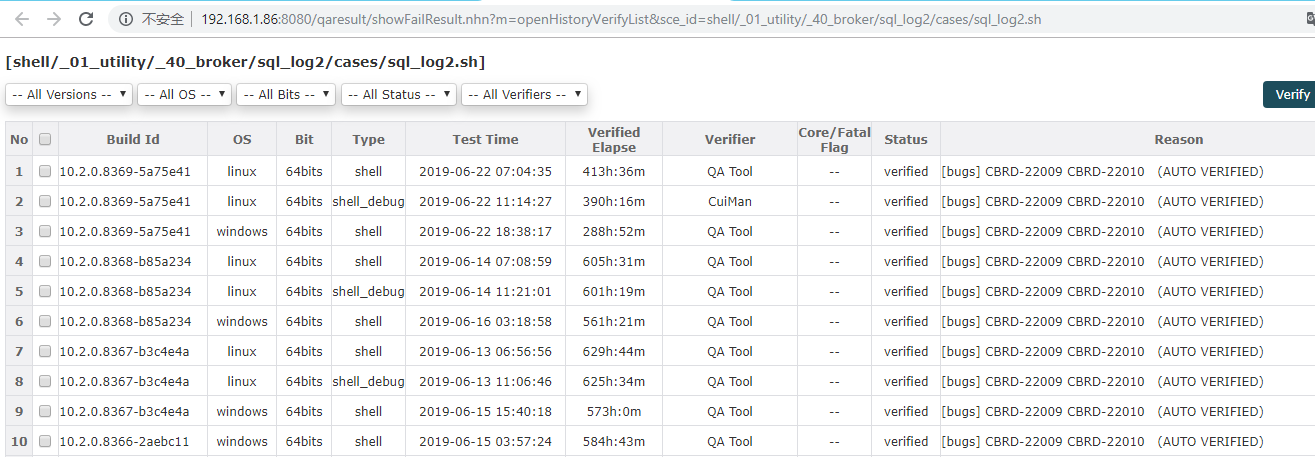 不安全 192.168.1.86:8080/qaresult/showFailResult.nhn?m=openHistoryVerifyList&sce_id=shell/_01_utility/_40_broker/sql_log2/cases/sql_log2.sh
[shell/_01_utility/_40_broker/sql_log2/cases/sql_log2.sh]
-- All Versions -- -- All OS -- -- All Bits -- -- All Status -- -- All Verifiers -- Verify
No Build Id OS Bit Type Test Time Verified Elapse Verifier Core/Fatal Flag Status Reason
1 10.2.0.8369-5a75e41 linux 64bits shell 2019-06-22 07:04:35 413h:36m QA Tool -- verified [bugs] CBRD-22009 CBRD-22010 (AUTO VERIFIED)
2 10.2.0.8369-5a75e41 linux 64bits shell_debug 2019-06-22 11:14:27 390h:16m CuiMan -- verified [bugs] CBRD-22009 CBRD-22010 (AUTO VERIFIED)
3 10.2.0.8369-5a75e41 windows 64bits shell 2019-06-22 18:38:17 288h:52m QA Tool -- verified [bugs] CBRD-22009 CBRD-22010 (AUTO VERIFIED)
4 10.2.0.8368-b85a234 linux 64bits shell 2019-06-14 07:08:59 605h:31m QA Tool -- verified [bugs] CBRD-22009 CBRD-22010 (AUTO VERIFIED)
5 10.2.0.8368-b85a234 linux 64bits shell_debug 2019-06-14 11:21:01 601h:19m QA Tool -- verified [bugs] CBRD-22009 CBRD-22010 (AUTO VERIFIED)
6 10.2.0.8368-b85a234 windows 64bits shell 2019-06-16 03:18:58 561h:21m QA Tool -- verified [bugs] CBRD-22009 CBRD-22010 (AUTO VERIFIED)
7 10.2.0.8367-b3c4e4a linux 64bits shell 2019-06-13 06:56:56 629h:44m QA Tool -- verified [bugs] CBRD-22009 CBRD-22010 (AUTO VERIFIED)
8 10.2.0.8367-b3c4e4a linux 64bits shell_debug 2019-06-13 11:06:46 625h:34m QA Tool -- verified [bugs] CBRD-22009 CBRD-22010 (AUTO VERIFIED)
9 10.2.0.8367-b3c4e4a windows 64bits shell 2019-06-15 15:40:18 573h:0m QA Tool -- verified [bugs] CBRD-22009 CBRD-22010 (AUTO VERIFIED)
10 10.2.0.8366-2aebc11 windows 64bits shell 2019-06-15 03:57:24 584h:43m QA Tool -- verified [bugs] CBRD-22009 CBRD-22010 (AUTO VERIFIED)